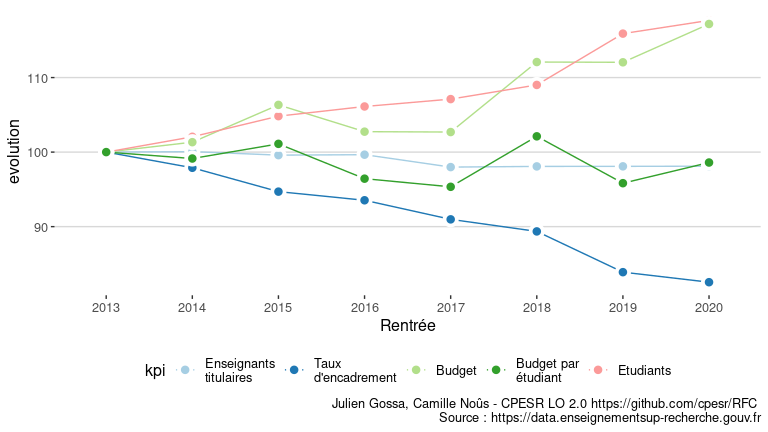 evolution
110
100
90
2013 2014 2015 2016 2017 2018 2019 2020
Rentrée
kpi
Enseignants
titulaires
Taux
d'encadrement
Budget
Budget par
étudiant
Etudiants
Julien Gossa, Camille Noûs - CPESR LO 2.0 https://github.com/cpesr/RFC
Source : https://data.enseignementsup-recherche.gouv.fr